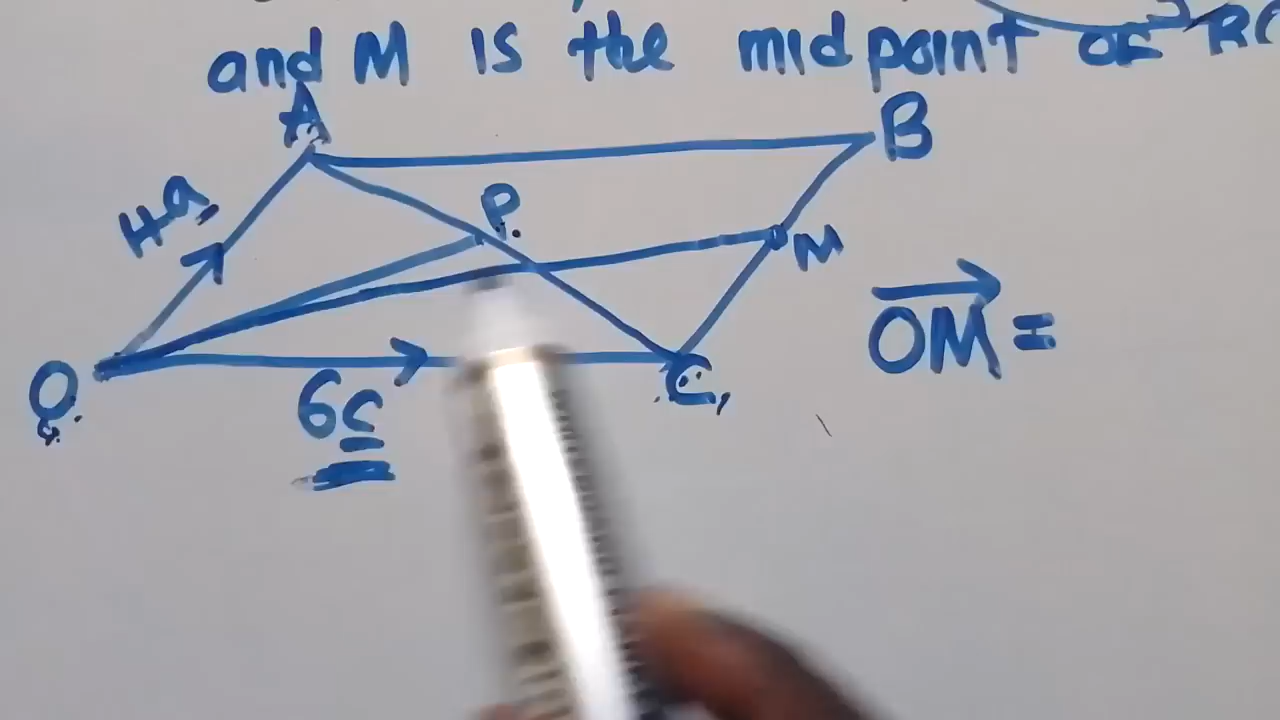 and M is the midpoint OF
A
B
4a
P.
M
OM =
O
6c
C,